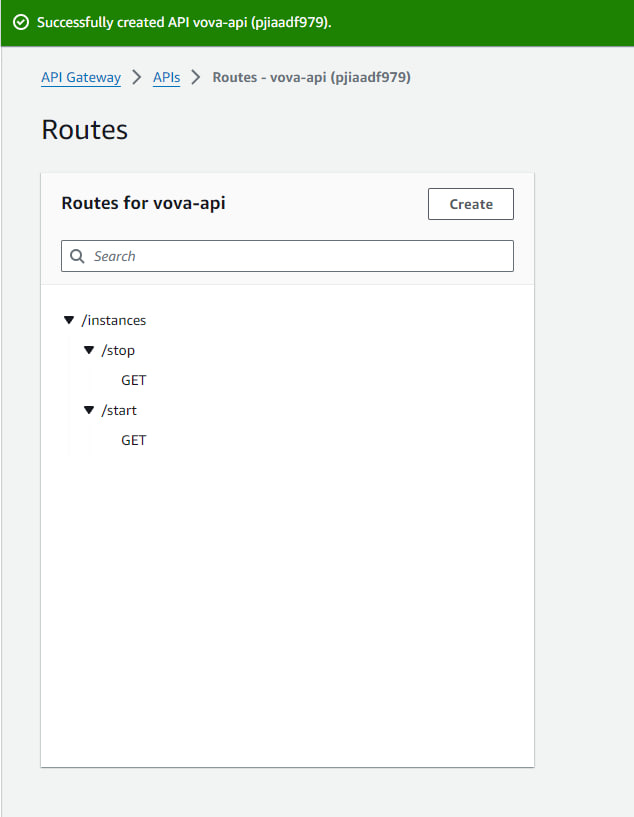 Successfully created API vova-api (pjiaadf979).
API Gateway > APIs > Routes - vova-api (pjiaadf979)
Routes
Routes for vova-api
Create
Search
/instances
/stop
GET
/start
GET